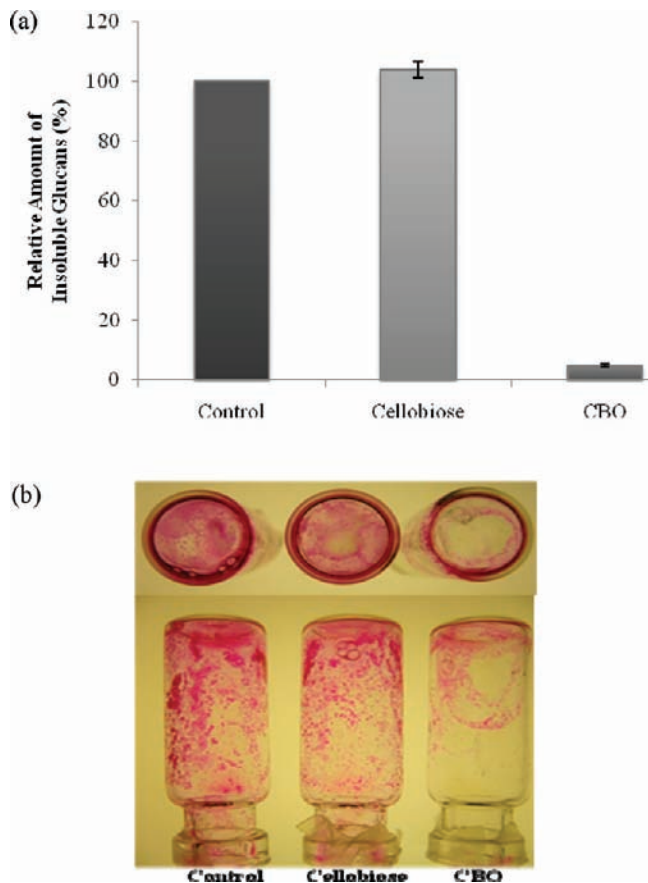 (a)
120
100
80
60
40
20
0
Relative Amount of
Insoluble Glucans (%)
Control
Cellobiose
CBO
(b)
Control
Cellobiose
CBO